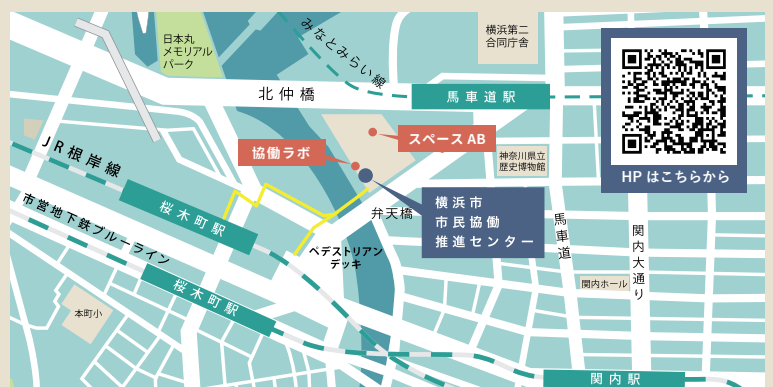 日本丸
メモリアル
パーク
みなとみらい線
横浜第二
合同庁舎
北仲橋
馬車道駅
スペース AB
協働ラボ
神奈川県立
歴史博物館
HP はこちらから
JR根岸線
桜木町駅
市営地下鉄ブルーライン
桜木町駅
弁天橋
横浜市
市民協働
推進センター
ペデストリアン
デッキ
馬車道
関内大通り
関内ホール
本町小
関内駅